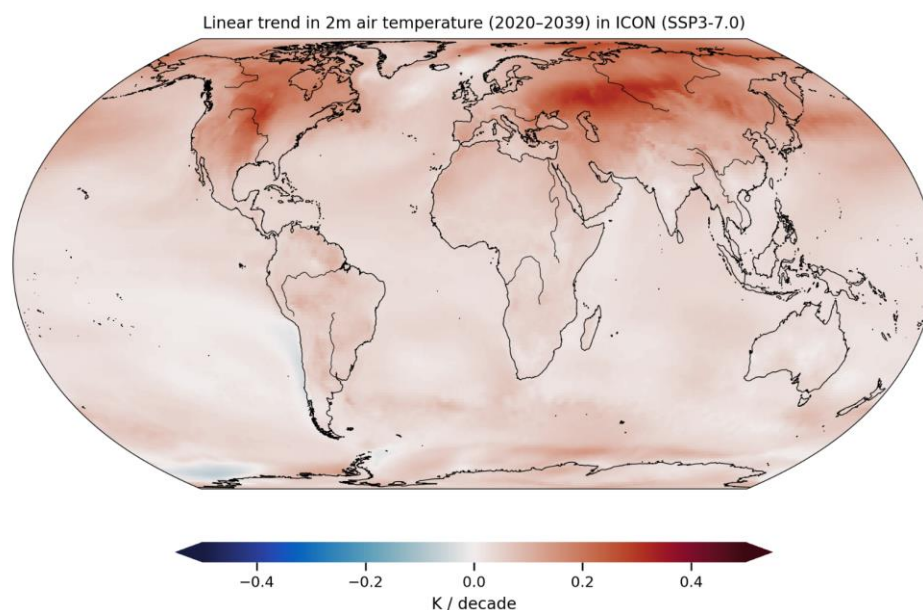 Linear trend in 2m air temperature (2020–2039) in ICON (SSP3-7.0)
−0.4 −0.2 0.0 0.2 0.4
K / decade